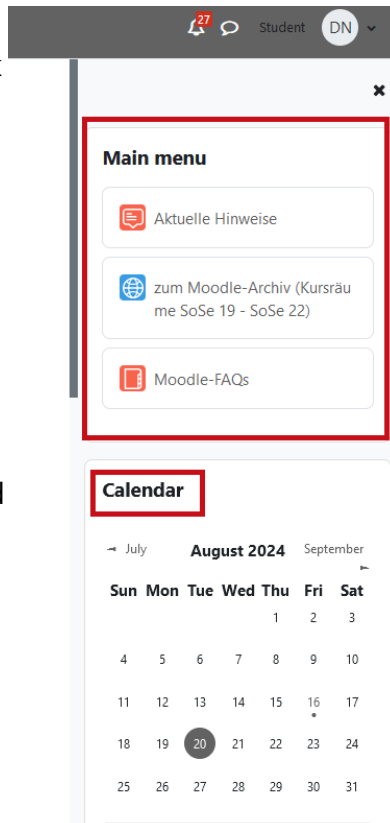 27 Student DN
Main menu
Aktuelle Hinweise
zum Moodle-Archiv (Kursräu
me SoSe 19 - SoSe 22)
Moodle-FAQs
Calendar
July August 2024 September
Sun Mon Tue Wed Thu Fri Sat
1 2 3
4 5 6 7 8 9 10
11 12 13 14 15 16 17
18 19 20 21 22 23 24
25 26 27 28 29 30 31